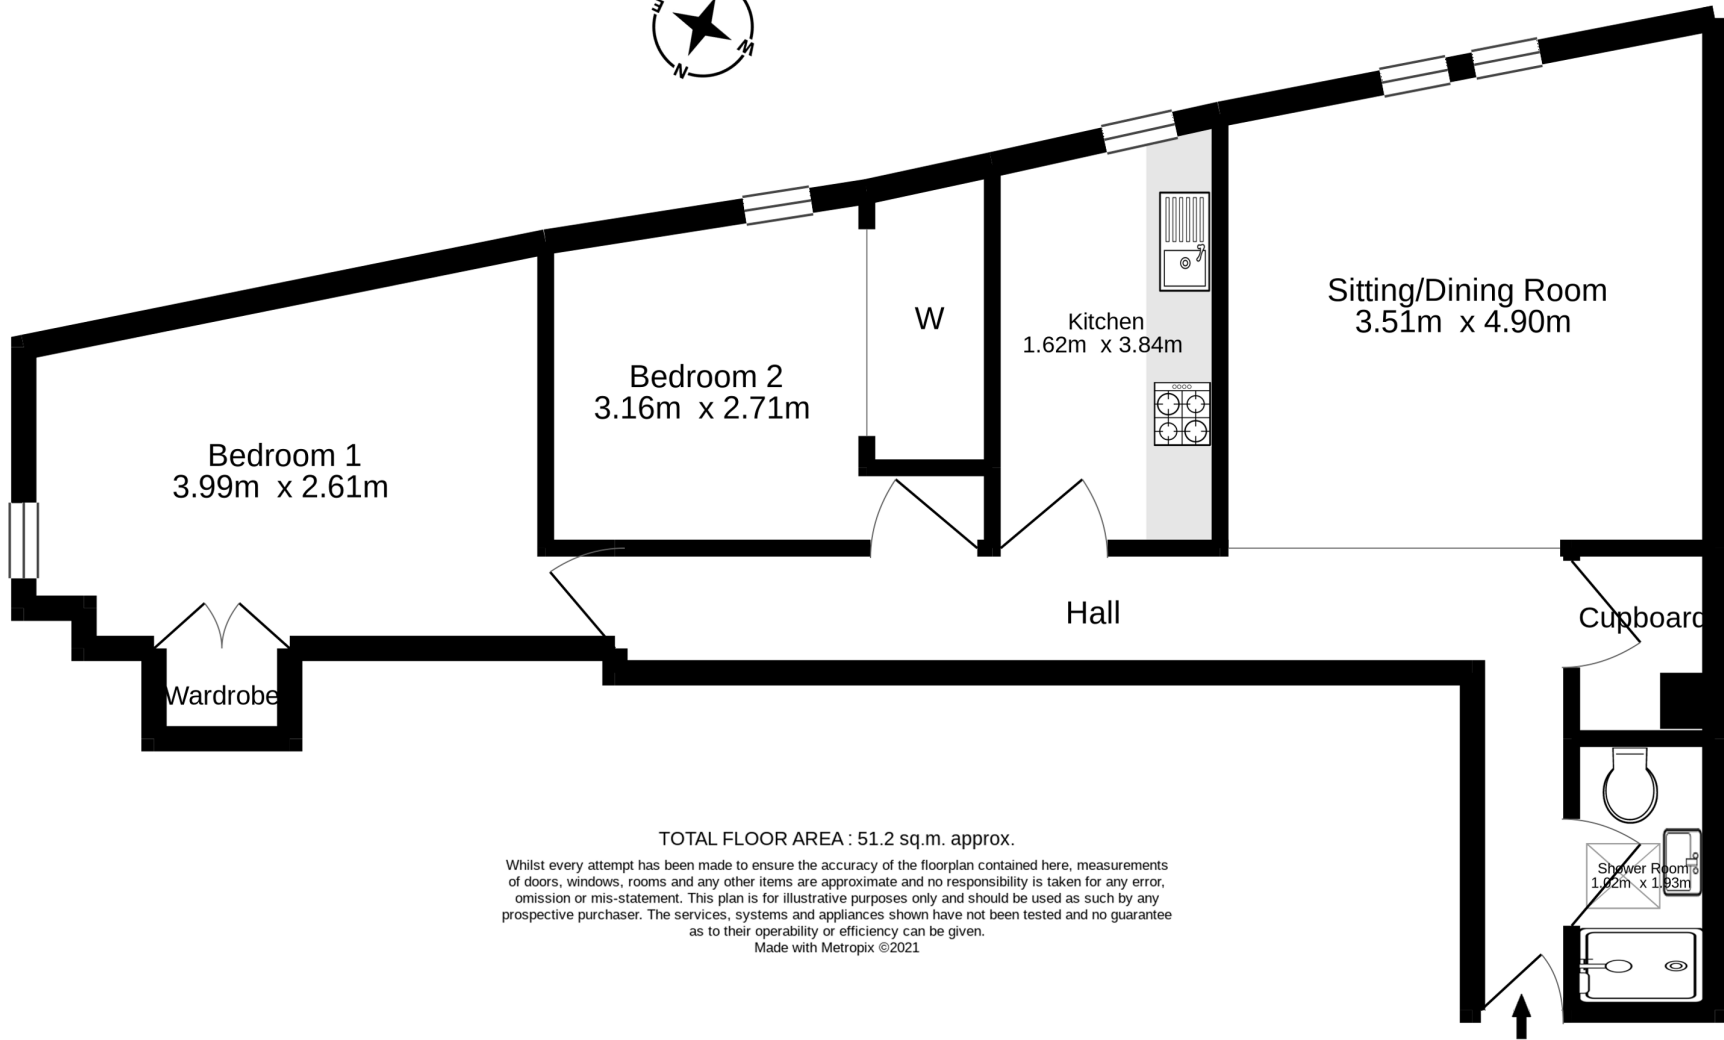 E
W
N
Sitting/Dining Room
3.51m x 4.90m
W
Kitchen
1.62m x 3.84m
Bedroom 2
3.16m x 2.71m
Bedroom 1
3.99m x 2.61m
Hall
Cupboard
Wardrobe
Shower Room
1.02m x 1.93m
TOTAL FLOOR AREA : 51.2 sq.m. approx.
Whilst every attempt has been made to ensure the accuracy of the floorplan contained here, measurements
of doors, windows, rooms and any other items are approximate and no responsibility is taken for any error,
omission or mis-statement. This plan is for illustrative purposes only and should be used as such by any
prospective purchaser. The services, systems and appliances shown have not been tested and no guarantee
as to their operability or efficiency can be given.
Made with Metropix ©2021